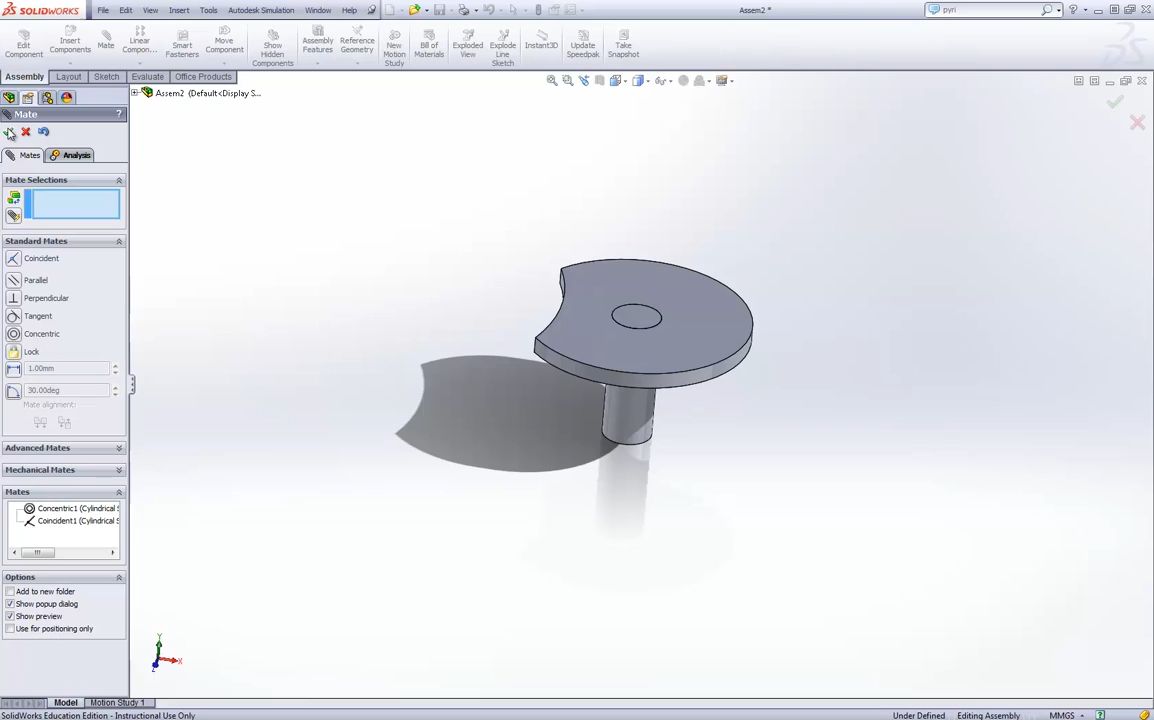 SOLIDWORKS File Edit View Insert Tools Autodesk Simulation Window Help Assem2 * pyri ?
Edit Component
Insert Components
Mate
Linear Compon...
Smart Fasteners
Move Component
Show Hidden Components
Assembly Features
Reference Geometry
New Motion Study
Bill of Materials
Exploded View
Explode Line Sketch
Instant3D
Update Speedpak
Take Snapshot
Assembly Layout Sketch Evaluate Office Products
Assem2 (Default<Display S...
Mate ?
Mates Analysis
Mate Selections
Standard Mates
Coincident
Parallel
Perpendicular
Tangent
Concentric
Lock
1.00mm
30.00deg
Mate alignment:
Advanced Mates
Mechanical Mates
Mates
Concentric1 (Cylindrical S
Coincident1 (Cylindrical S
Options
Add to new folder
Show popup dialog
Show preview
Use for positioning only
Y
X
Z
Model Motion Study 1
SolidWorks Education Edition - Instructional Use Only Under Defined Editing Assembly MMGS ?